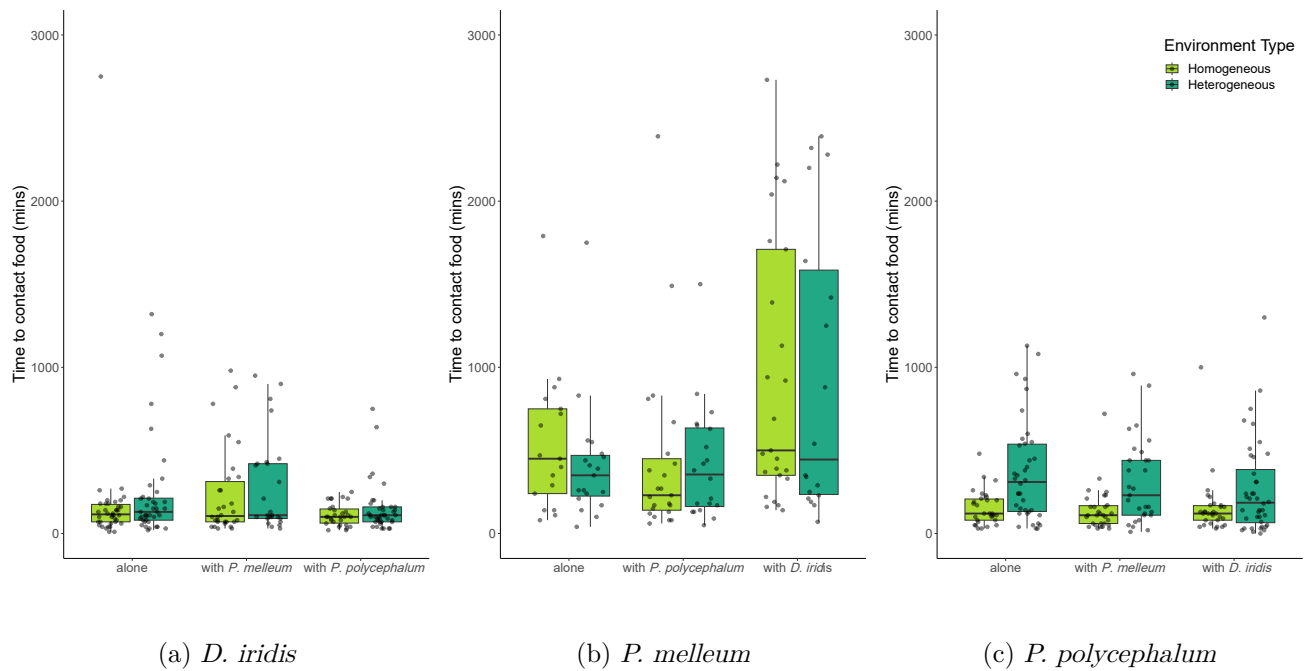 3000
2000
1000
0
Time to contact food (mins)
alone
with P. melleum
with P. polycephalum
(a) D. iridis
3000
2000
1000
0
Time to contact food (mins)
alone
with P. polycephalum
with D. iridis
(b) P. melleum
3000
2000
1000
0
Time to contact food (mins)
Environment Type
Homogeneous
Heterogeneous
alone
with P. melleum
with D. iridis
(c) P. polycephalum